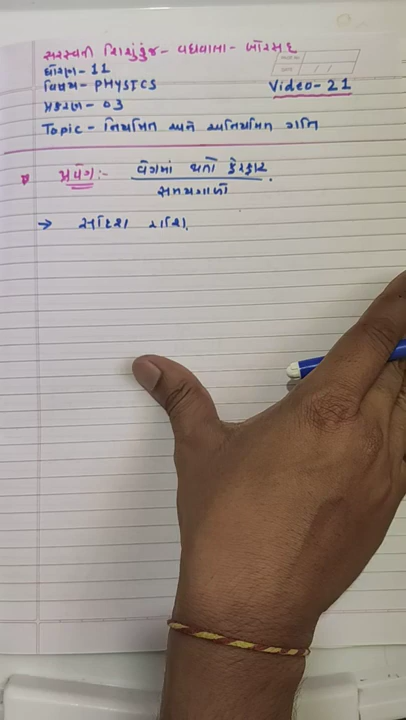 સરસ્વતી શિશુકુંજ - વઘવાલા - બોરસદ
ધોરણ - 11
વિષય - PHYSICS
Video - 21
પ્રકરણ - 03
Topic - નિયમિત અને અનિયમિત ગતિ
પ્રવેગ :- વેગમાં થતો ફેરફાર
સમયગાળો
→ સદિશ રાશિ.